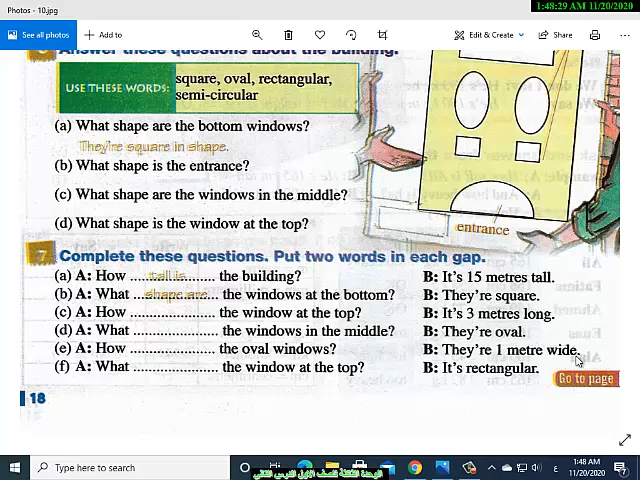 1:48:29 AM 11/20/2020
Photos - 10.jpg
See all photos
Add to
Edit & Create
Share
Answer these questions about the building.
USE THESE WORDS: square, oval, rectangular, semi-circular
(a) What shape are the bottom windows?
They're square in shape.
(b) What shape is the entrance?
(c) What shape are the windows in the middle?
(d) What shape is the window at the top?
entrance
7 Complete these questions. Put two words in each gap.
(a) A: How ....tall is.... the building? B: It's 15 metres tall.
(b) A: What ..shape are.. the windows at the bottom? B: They're square.
(c) A: How ..................... the window at the top? B: It's 3 metres long.
(d) A: What .................... the windows in the middle? B: They're oval.
(e) A: How ..................... the oval windows? B: They're 1 metre wide.
(f) A: What .................... the window at the top? B: It's rectangular.
Go to page
18
Type here to search
الوحدة الثالثة للصف الاول الدرس الثاني
ع
1:48 AM
11/20/2020